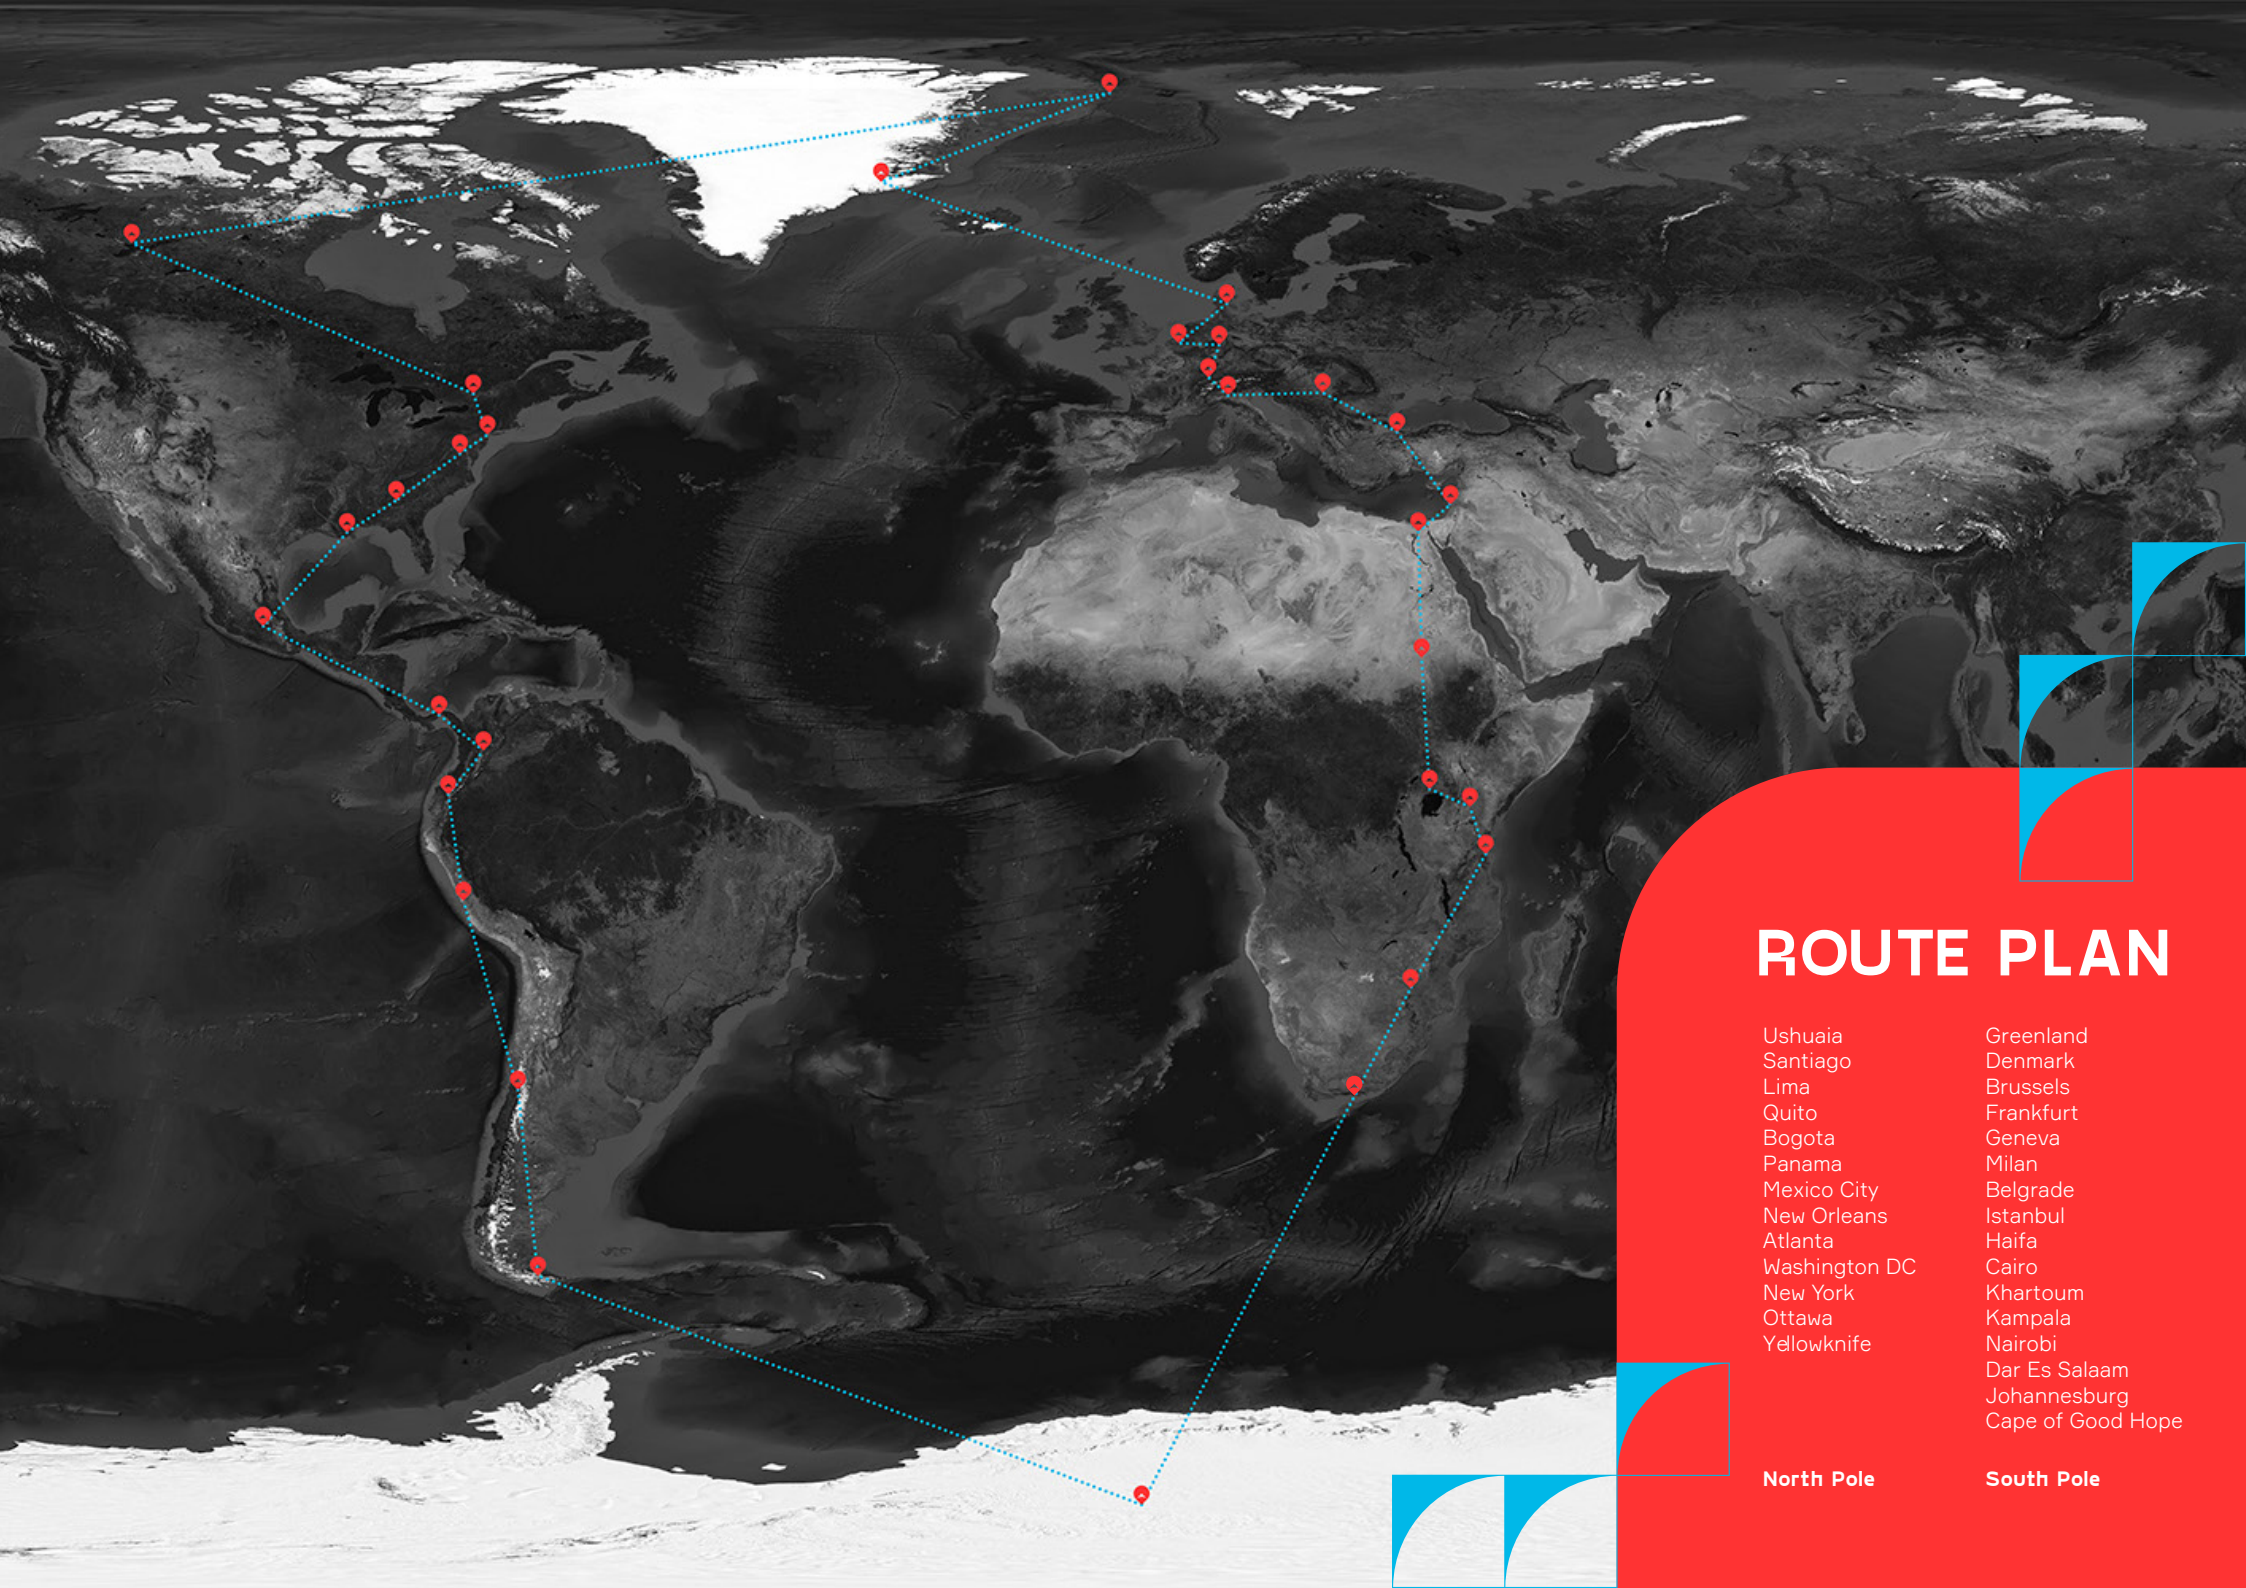 ROUTE PLAN
Ushuaia
Santiago
Lima
Quito
Bogota
Panama
Mexico City
New Orleans
Atlanta
Washington DC
New York
Ottawa
Yellowknife
North Pole
Greenland
Denmark
Brussels
Frankfurt
Geneva
Milan
Belgrade
Istanbul
Haifa
Cairo
Khartoum
Kampala
Nairobi
Dar Es Salaam
Johannesburg
Cape of Good Hope
South Pole